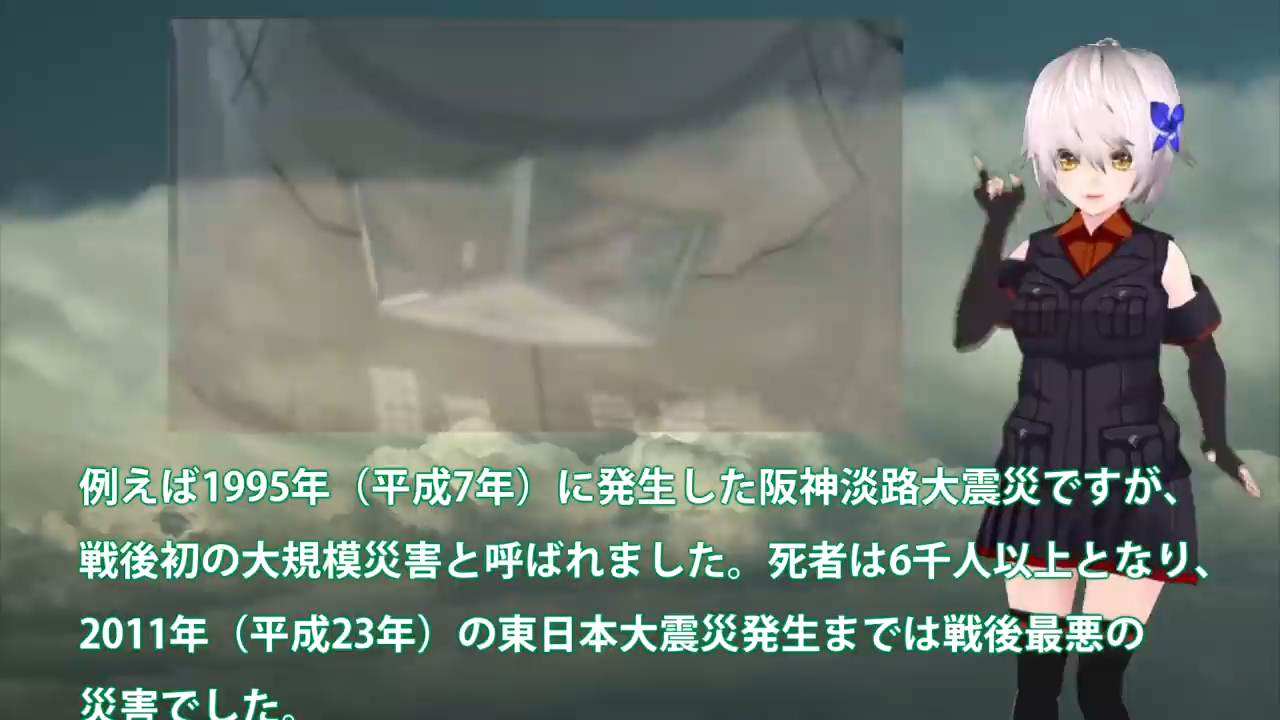 例えば1995年（平成7年）に発生した阪神淡路大震災ですが、
戦後初の大規模災害と呼ばれました。死者は6千人以上となり、
2011年（平成23年）の東日本大震災発生までは戦後最悪の
災害でした。